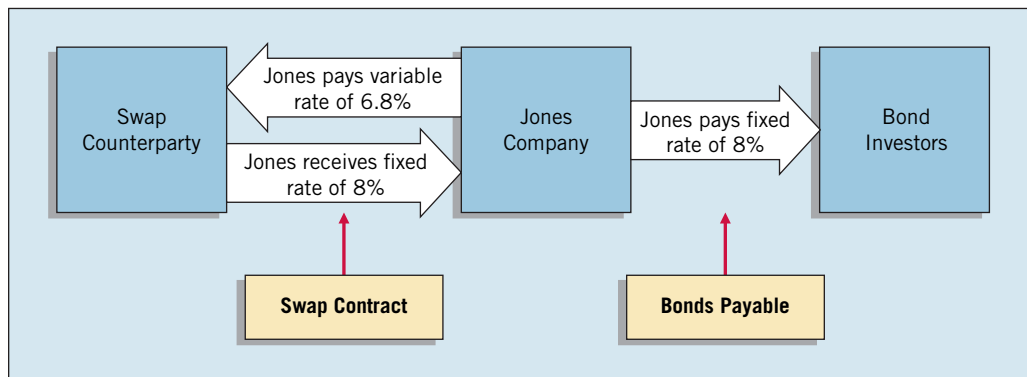 Jones pays variable
rate of 6.8%
Swap
Counterparty
Jones receives fixed
rate of 8%
Jones
Company
Jones pays fixed
rate of 8%
Bond
Investors
Swap Contract
Bonds Payable